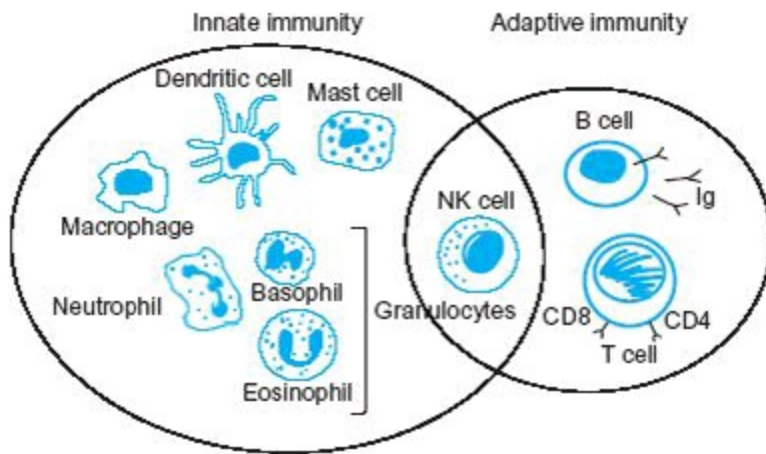 Innate immunity
Adaptive immunity
Dendritic cell
Mast cell
Macrophage
Neutrophil
Basophil
Eosinophil
Granulocytes
NK cell
B cell
Ig
CD8
CD4
T cell